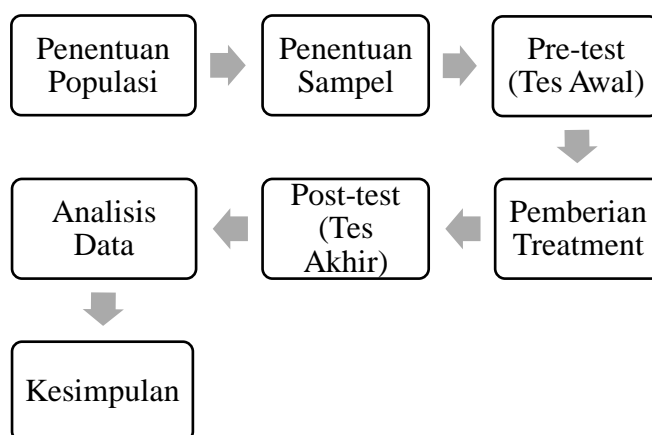 Penentuan
Populasi
Penentuan
Sampel
Pre-test
(Tes Awal)
Pemberian
Treatment
Post-test
(Tes
Akhir)
Analisis
Data
Kesimpulan